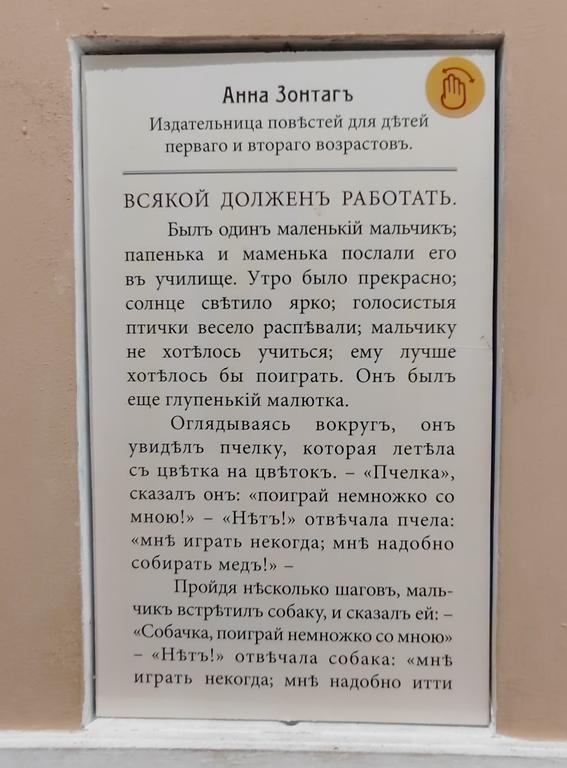 Анна Зонтагъ
Издательница повѣстей для дѣтей
перваго и втораго возрастовъ.
ВСЯКОЙ ДОЛЖЕНЪ РАБОТАТЬ.
Былъ одинъ маленькій мальчикъ;
папенька и маменька послали его
въ училище. Утро было прекрасно;
солнце свѣтило ярко; голосистыя
птички весело распѣвали; мальчику
не хотѣлось учиться; ему лучше
хотѣлось бы поиграть. Онъ былъ
еще глупенькій малютка.
Оглядываясь вокругъ, онъ
увидѣлъ пчелку, которая летѣла
съ цвѣтка на цвѣтокъ. – «Пчелка»,
сказалъ онъ: «поиграй немножко со
мною!» – «Нѣтъ!» отвѣчала пчела:
«мнѣ играть некогда; мнѣ надобно
собирать медъ!» –
Пройдя нѣсколько шаговъ, маль-
чикъ встрѣтилъ собаку, и сказалъ ей: –
«Собачка, поиграй немножко со мною»
– «Нѣтъ!» отвѣчала собака: «мнѣ
играть некогда; мнѣ надобно итти